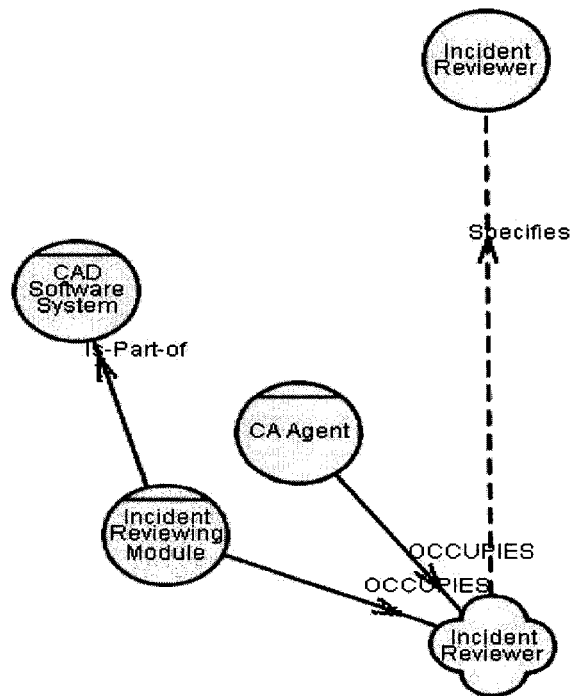 Incident
Reviewer
Specifies
CAD
Software
System
Is-Part-of
CA Agent
Incident
Reviewing
Module
OCCUPIES
OCCUPIES
Incident
Reviewer